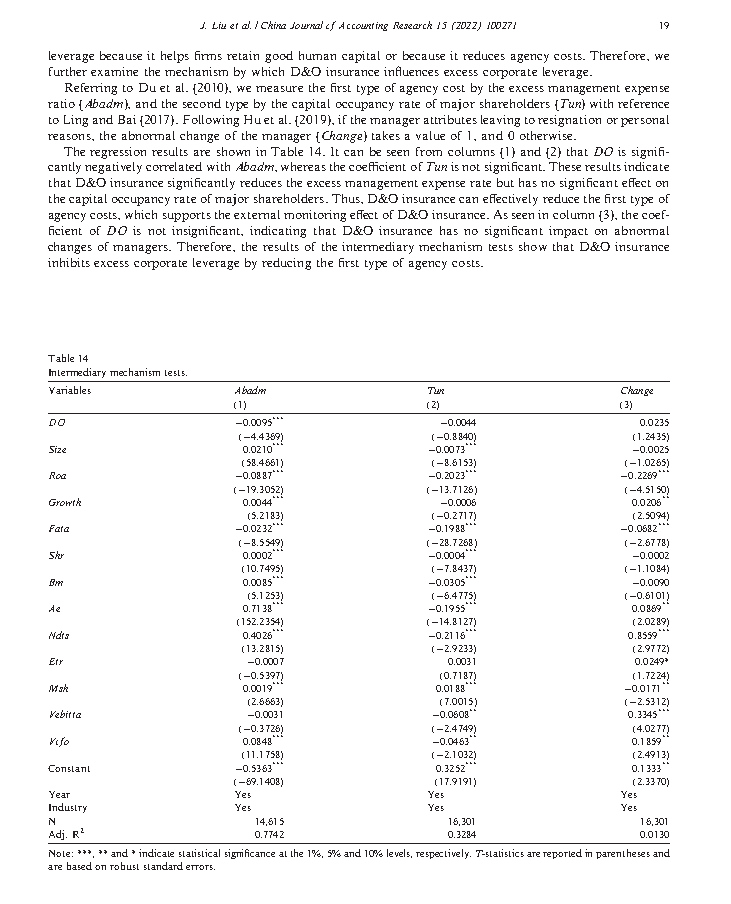 J. Liu et al. / China Journal of Accounting Research 15 (2022) 100271 19
leverage because it helps firms retain good human capital or because it reduces agency costs. Therefore, we
further examine the mechanism by which D&O insurance influences excess corporate leverage.
Referring to Du et al. (2010), we measure the first type of agency cost by the excess management expense
ratio (Abadm), and the second type by the capital occupancy rate of major shareholders (Tun) with reference
to Ling and Bai (2017). Following Hu et al. (2019), if the manager attributes leaving to resignation or personal
reasons, the abnormal change of the manager (Change) takes a value of 1, and 0 otherwise.
The regression results are shown in Table 14. It can be seen from columns (1) and (2) that DO is signifi-
cantly negatively correlated with Abadm, whereas the coefficient of Tun is not significant. These results indicate
that D&O insurance significantly reduces the excess management expense rate but has no significant effect on
the capital occupancy rate of major shareholders. Thus, D&O insurance can effectively reduce the first type of
agency costs, which supports the external monitoring effect of D&O insurance. As seen in column (3), the coef-
ficient of DO is not insignificant, indicating that D&O insurance has no significant impact on abnormal
changes of managers. Therefore, the results of the intermediary mechanism tests show that D&O insurance
inhibits excess corporate leverage by reducing the first type of agency costs.
Table 14
Intermediary mechanism tests.
Variables Abadm Tun Change
(1) (2) (3)
DO −0.0095*** −0.0044 0.0235
(−4.4369) (−0.8840) (1.2435)
Size 0.0210*** −0.0073*** −0.0025
(58.4661) (−8.6153) (−1.0265)
Roa −0.0887*** −0.2023*** −0.2269***
(−19.3052) (−13.7126) (−4.5150)
Growth 0.0044*** −0.0006 0.0206**
(5.2183) (−0.2717) (2.5094)
Fata −0.0232*** −0.1988*** −0.0682***
(−8.5549) (−28.7268) (−2.6778)
Shr 0.0002*** −0.0004*** −0.0002
(10.7495) (−7.8437) (−1.1084)
Bm 0.0085*** −0.0305*** −0.0090
(5.1253) (−6.4775) (−0.6101)
Ae 0.7138*** −0.1955*** 0.0869**
(152.2354) (−14.8127) (2.0289)
Ndts 0.4026*** −0.2116*** 0.8559***
(13.2815) (−2.9233) (2.9772)
Etr −0.0007 0.0031 0.0249*
(−0.5397) (0.7187) (1.7224)
Msh 0.0019*** 0.0188*** −0.0171**
(2.6663) (7.0015) (−2.5312)
Vebitta −0.0031 −0.0608** 0.3345***
(−0.3726) (−2.4749) (4.0277)
Vcfo 0.0848*** −0.0463** 0.1859**
(11.1758) (−2.1032) (2.4913)
Constant −0.5363*** 0.3252*** 0.1333**
(−69.1408) (17.9191) (2.3370)
Year Yes Yes Yes
Industry Yes Yes Yes
N 14,615 16,301 16,301
Adj. R² 0.7742 0.3284 0.0130
Note: ***, ** and * indicate statistical significance at the 1%, 5% and 10% levels, respectively. T-statistics are reported in parentheses and
are based on robust standard errors.